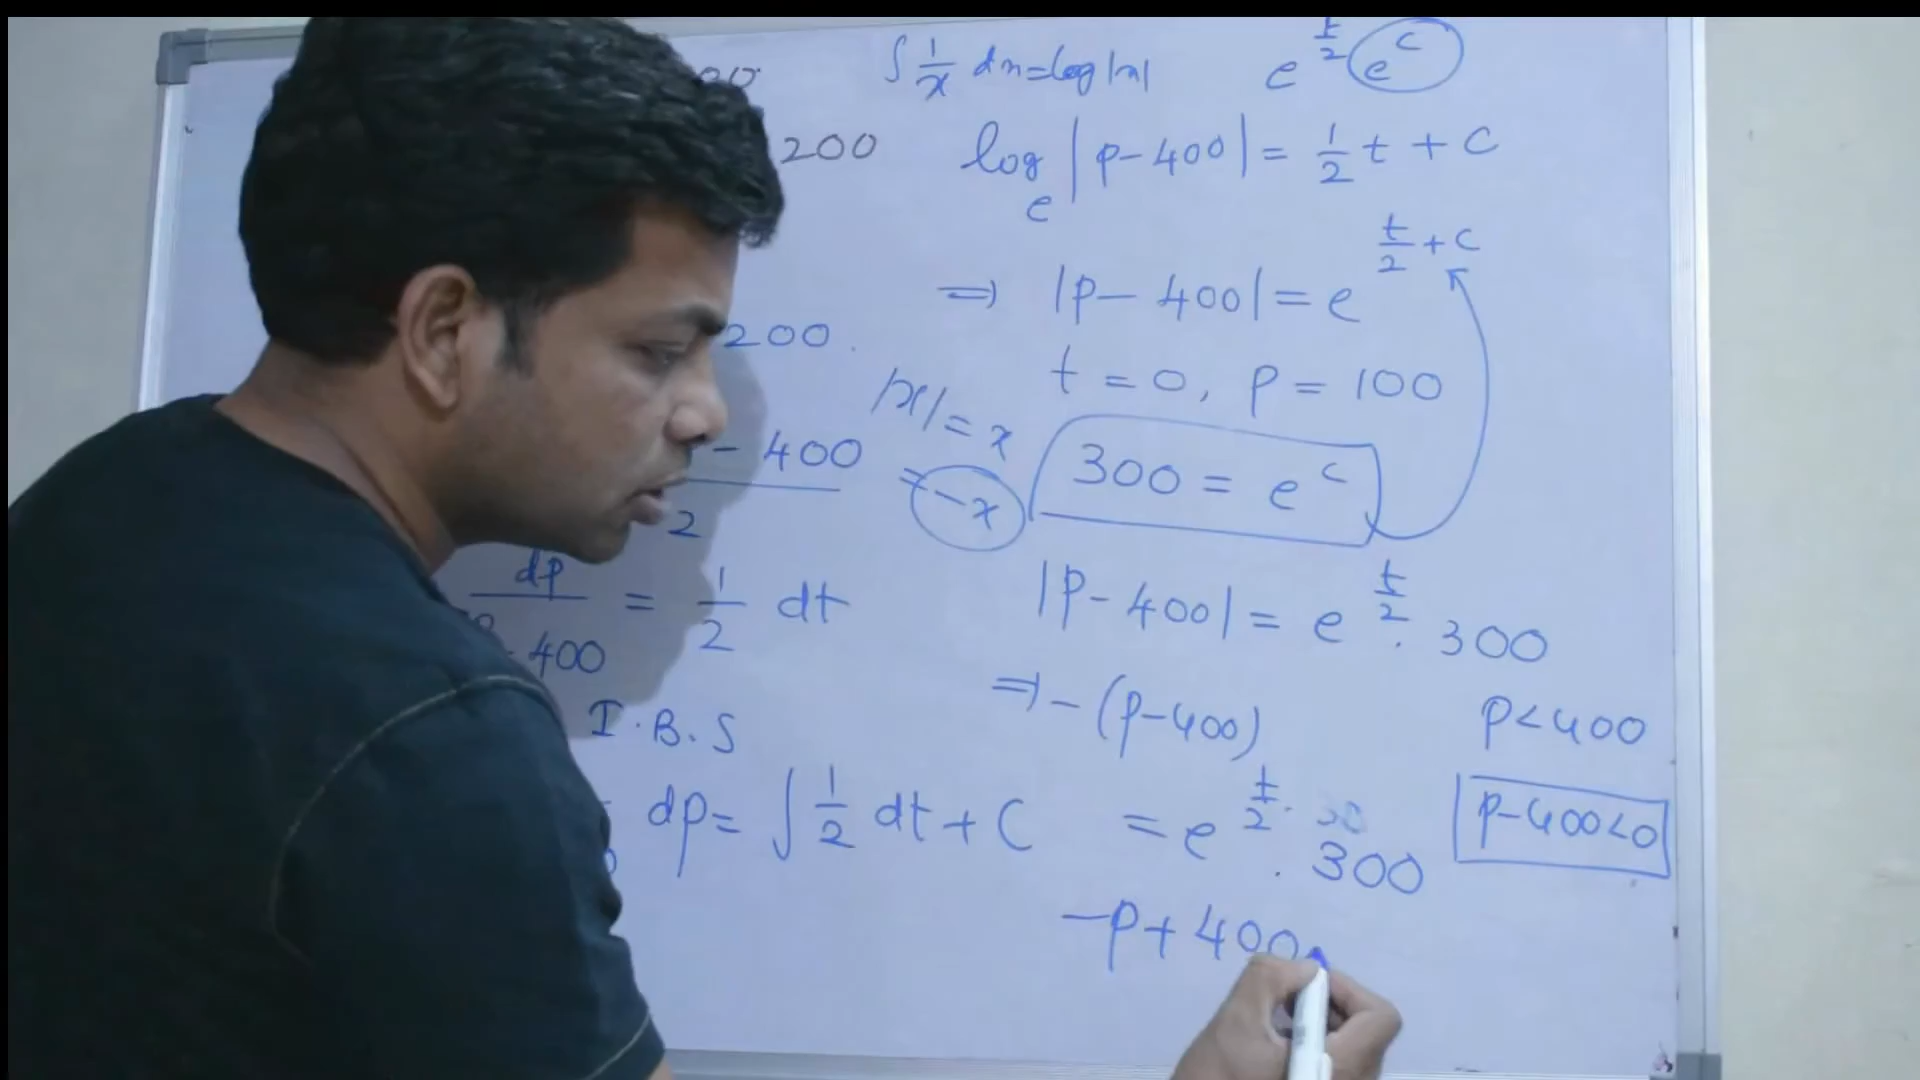 200
200
- 400
2
dp = 1 dt
- 400 2
I.B.S
dp = ∫ 1/2 dt + C
∫ 1/x dx = log |x|
e^(t/2) e^c
log_e |p-400| = 1/2 t + C
⇒ |p-400| = e^(t/2 + c)
t = 0, p = 100
|x| = x
= -x
300 = e^c
|p-400| = e^(t/2) . 300
⇒ -(p-400)
p<400
= e^(t/2) . 300
p-400<0
-p+400